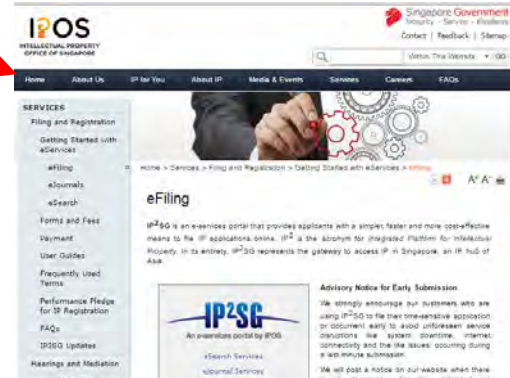 IPOS
INTELLECTUAL PROPERTY
OFFICE OF SINGAPORE
Singapore Government
Integrity · Service · Excellence
Contact | Feedback | Sitemap
Within This Website GO
Home About Us IP for You About IP Media & Events Services Careers FAQs
SERVICES
Filing and Registration
Getting Started with
eServices
eFiling
eJournals
eSearch
Forms and Fees
Payment
User Guides
Frequently Used
Terms
Performance Pledge
for IP Registration
FAQs
IP2SG Updates
Hearings and Mediation
Home > Services > Filing and Registration > Getting Started with eServices > eFiling
A+ A-
eFiling
IP²SG is an e-services portal that provides applicants with a simpler, faster and more cost-effective
means to file IP applications online. IP² is the acronym for Integrated Platform for Intellectual
Property. In its entirety, IP²SG represents the gateway to access IP in Singapore, an IP hub of
Asia.
IP²SG
An e-services portal by IPOS
eSearch Services
eJournal Services
Advisory Notice for Early Submission
We strongly encourage our customers who are
using IP²SG to file their time-sensitive application
or document early to avoid unforeseen service
disruptions like system downtime, internet
connectivity and the like issues, occurring during
a last minute submission.
We will post a notice on our website when there